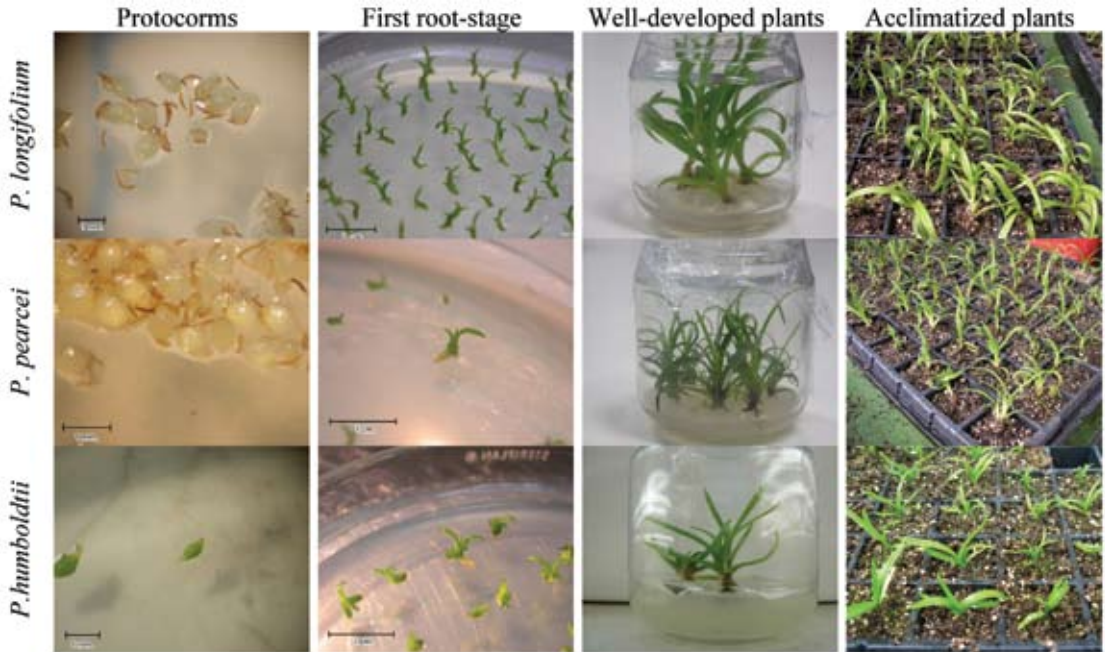 Protocorms
First root-stage
Well-developed plants
Acclimatized plants
P. longifolium
P. pearcei
P.humboldtii